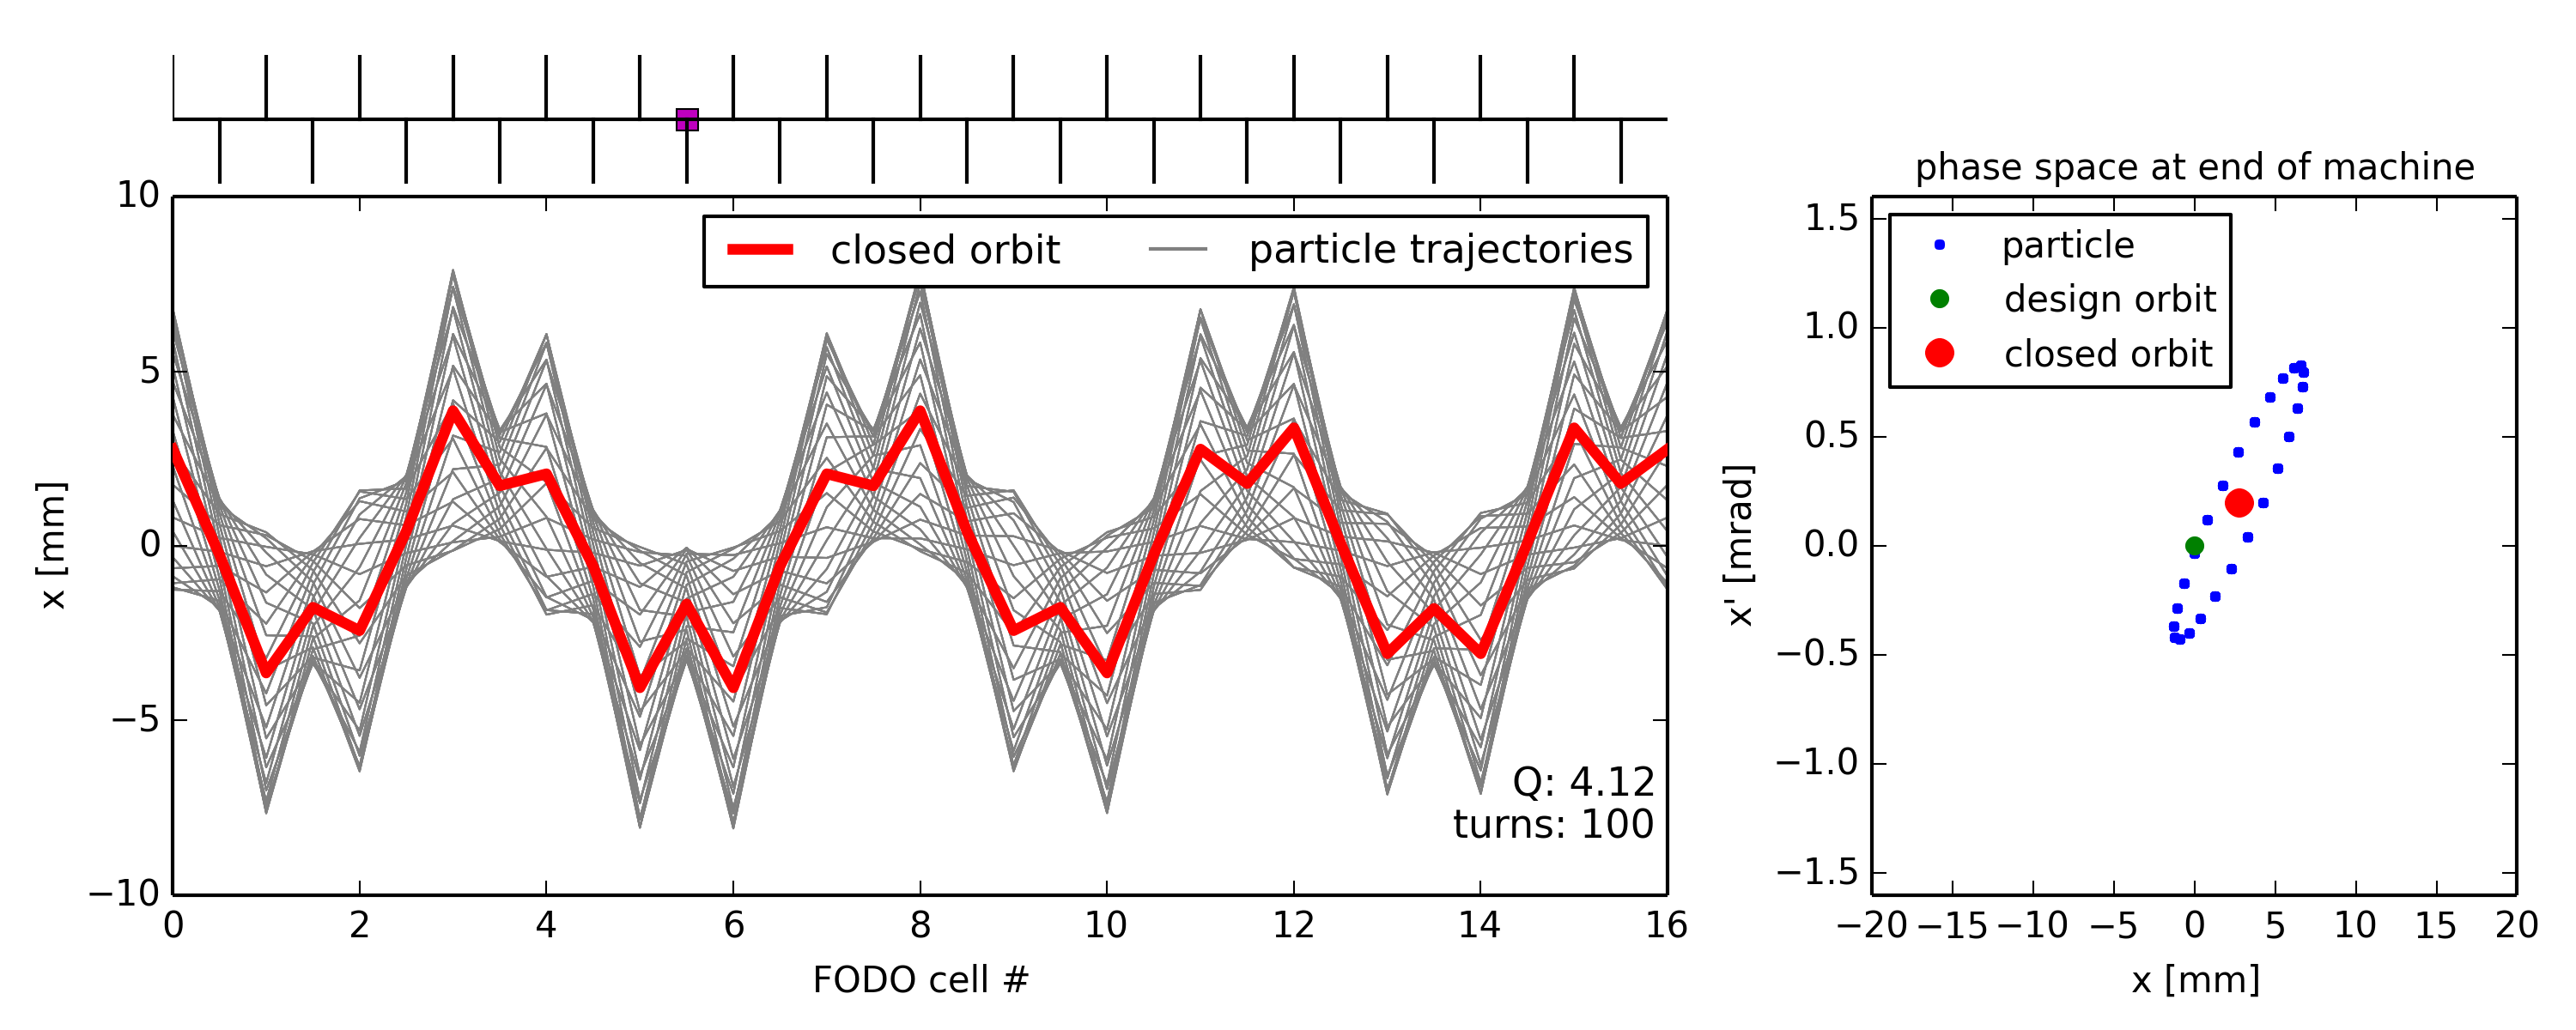 10
5
0
−5
−10
x [mm]
closed orbit
particle trajectories
Q: 4.12
turns: 100
0 2 4 6 8 10 12 14 16
FODO cell #
phase space at end of machine
particle
design orbit
closed orbit
1.5
1.0
0.5
0.0
−0.5
−1.0
−1.5
x' [mrad]
−20 −15 −10 −5 0 5 10 15 20
x [mm]